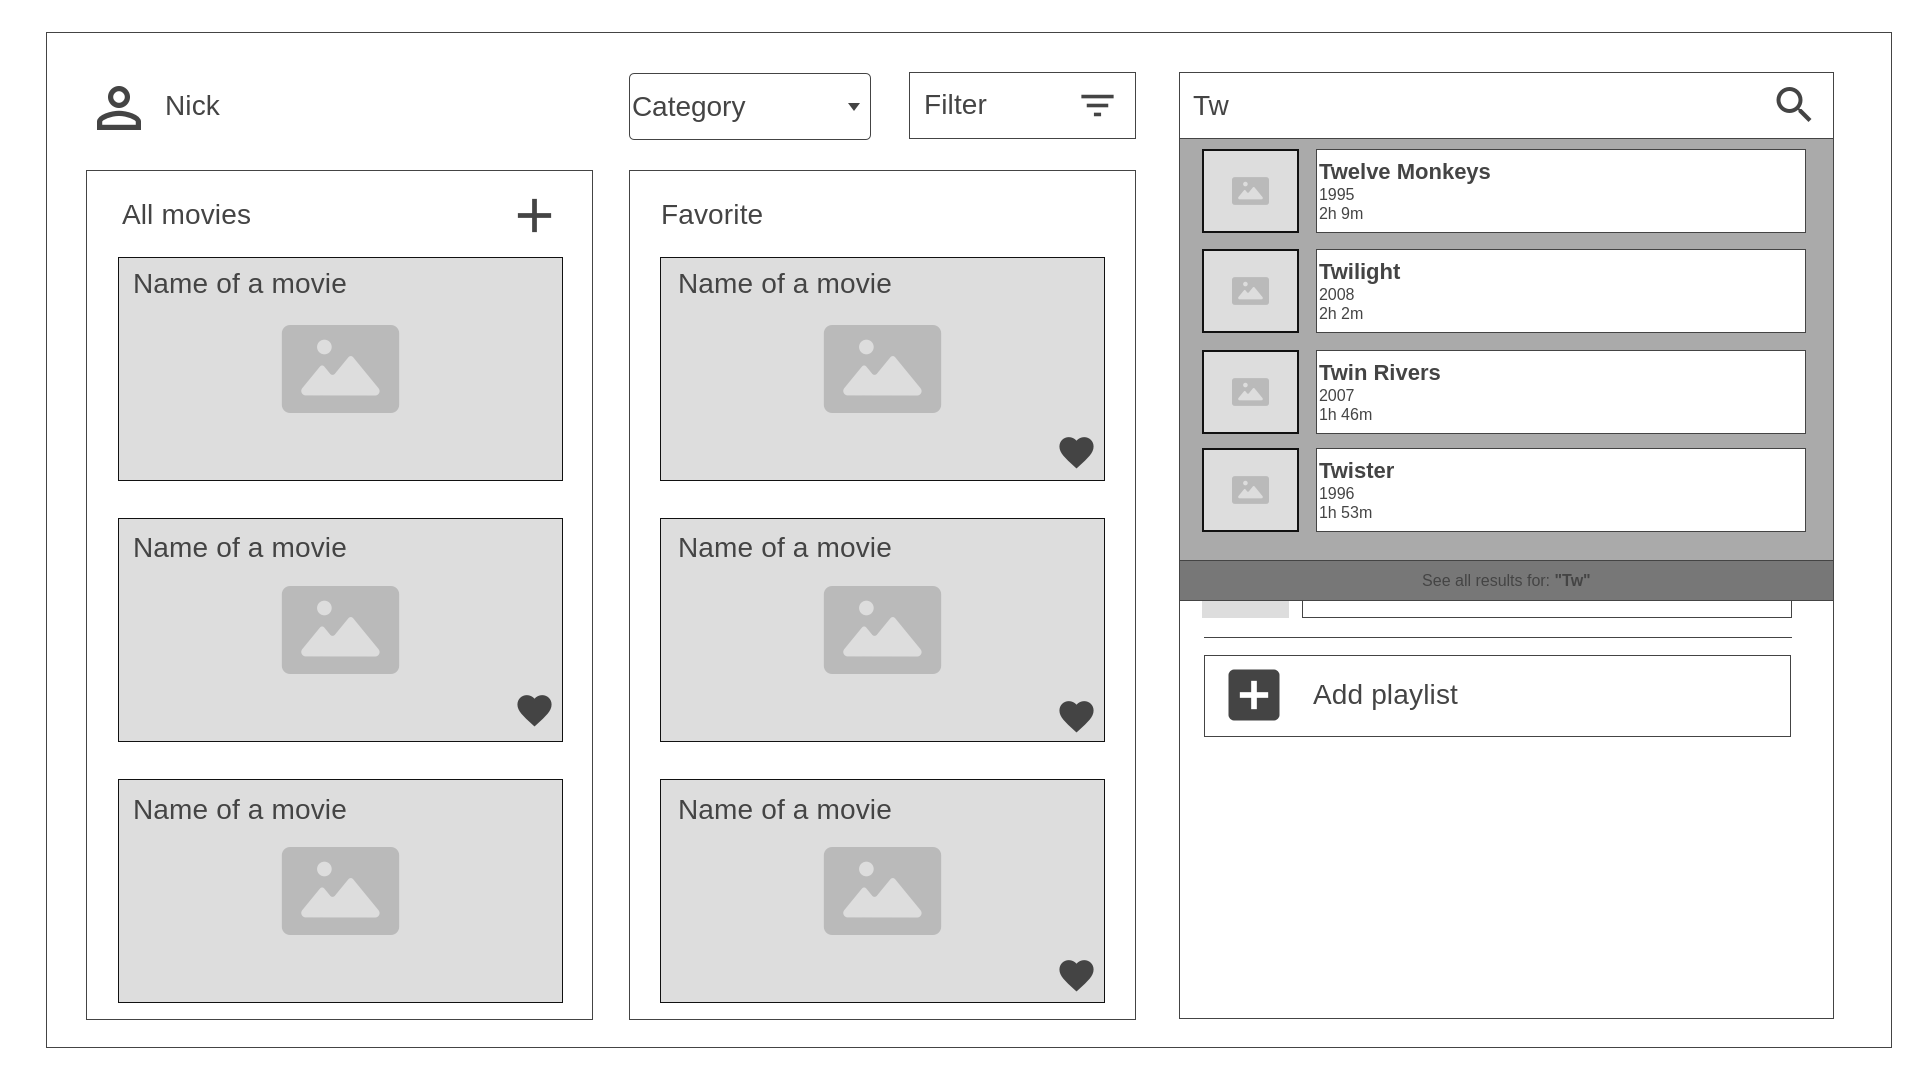 Nick
Category
Filter
Tw
All movies
Name of a movie
Name of a movie
Name of a movie
Favorite
Name of a movie
Name of a movie
Name of a movie
Twelve Monkeys
1995
2h 9m
Twilight
2008
2h 2m
Twin Rivers
2007
1h 46m
Twister
1996
1h 53m
See all results for: "Tw"
Add playlist